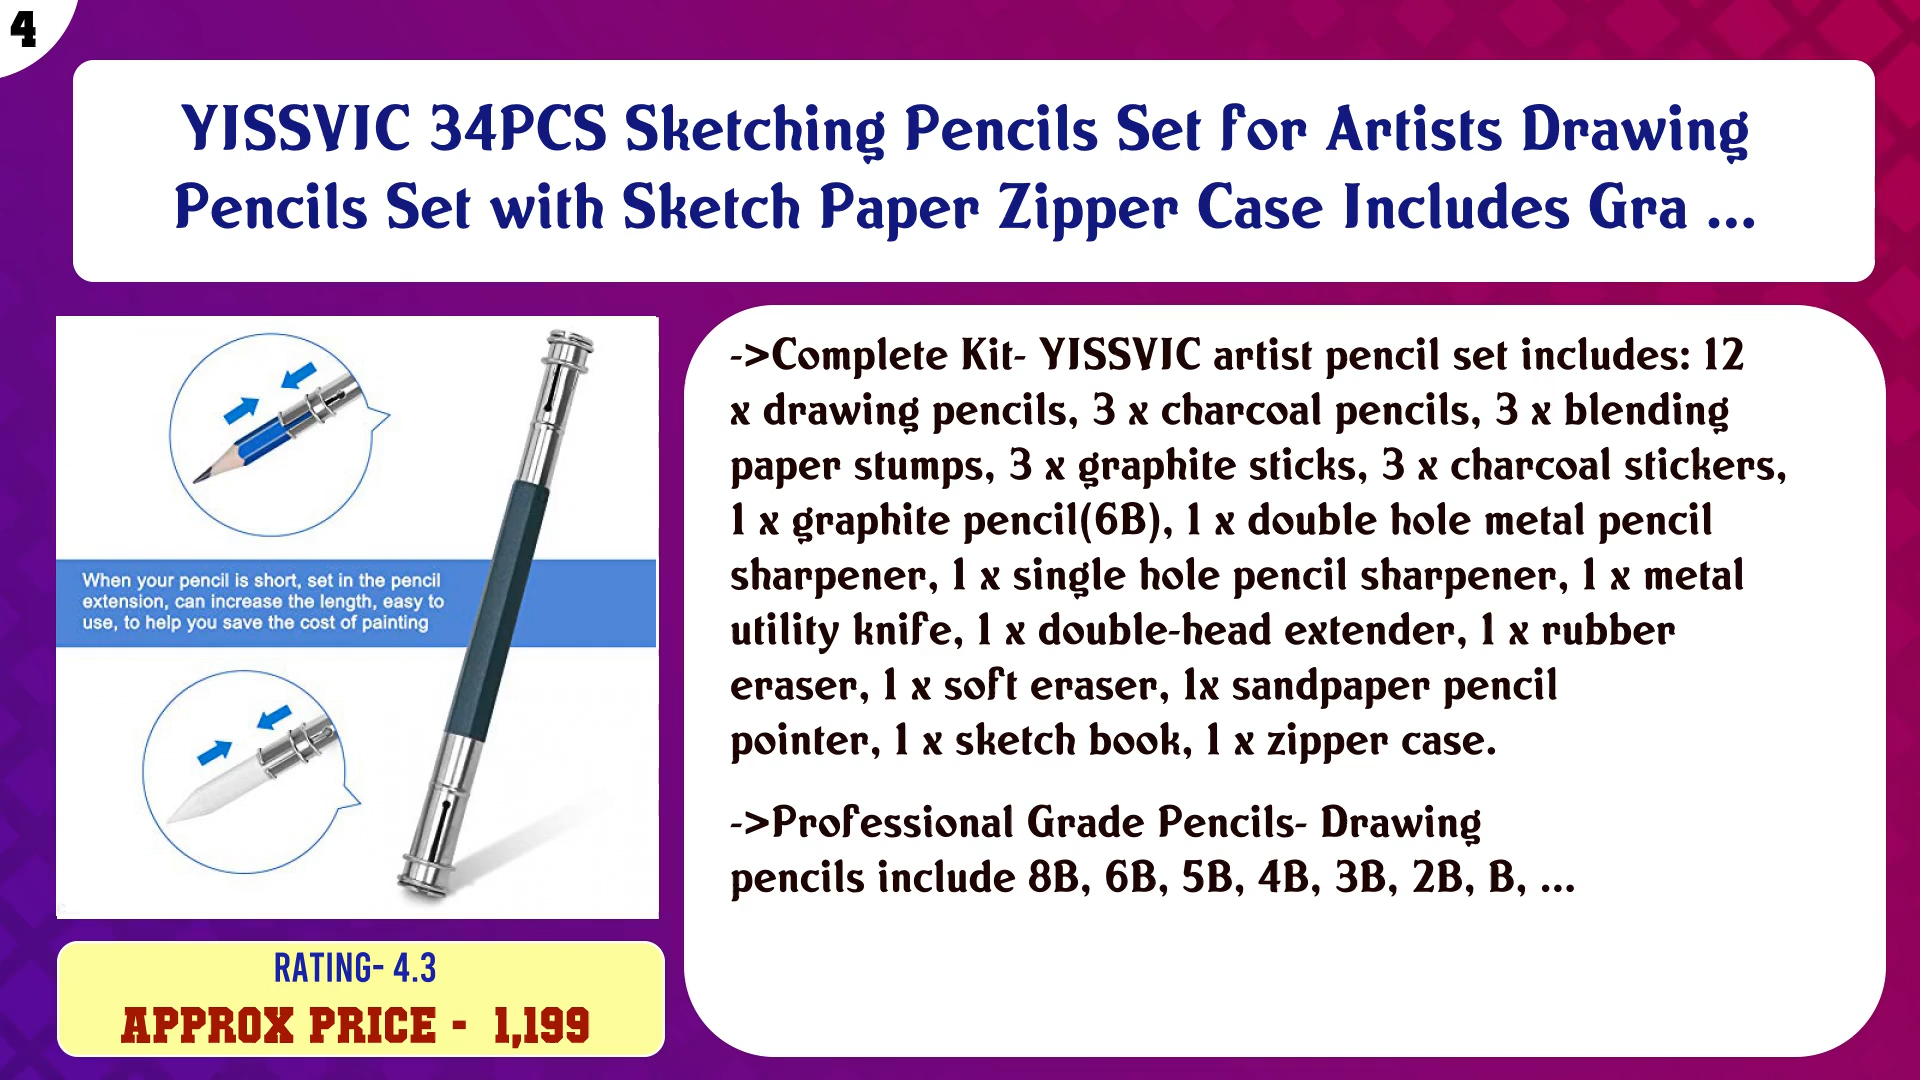 4
YISSVIC 34PCS Sketching Pencils Set for Artists Drawing
Pencils Set with Sketch Paper Zipper Case Includes Gra ...
When your pencil is short, set in the pencil
extension, can increase the length, easy to
use, to help you save the cost of painting
RATING- 4.3
APPROX PRICE - 1,199
->Complete Kit- YISSVIC artist pencil set includes: 12
x drawing pencils, 3 x charcoal pencils, 3 x blending
paper stumps, 3 x graphite sticks, 3 x charcoal stickers,
1 x graphite pencil(6B), 1 x double hole metal pencil
sharpener, 1 x single hole pencil sharpener, 1 x metal
utility knife, 1 x double-head extender, 1 x rubber
eraser, 1 x soft eraser, 1x sandpaper pencil
pointer, 1 x sketch book, 1 x zipper case.
->Professional Grade Pencils- Drawing
pencils include 8B, 6B, 5B, 4B, 3B, 2B, B, ...